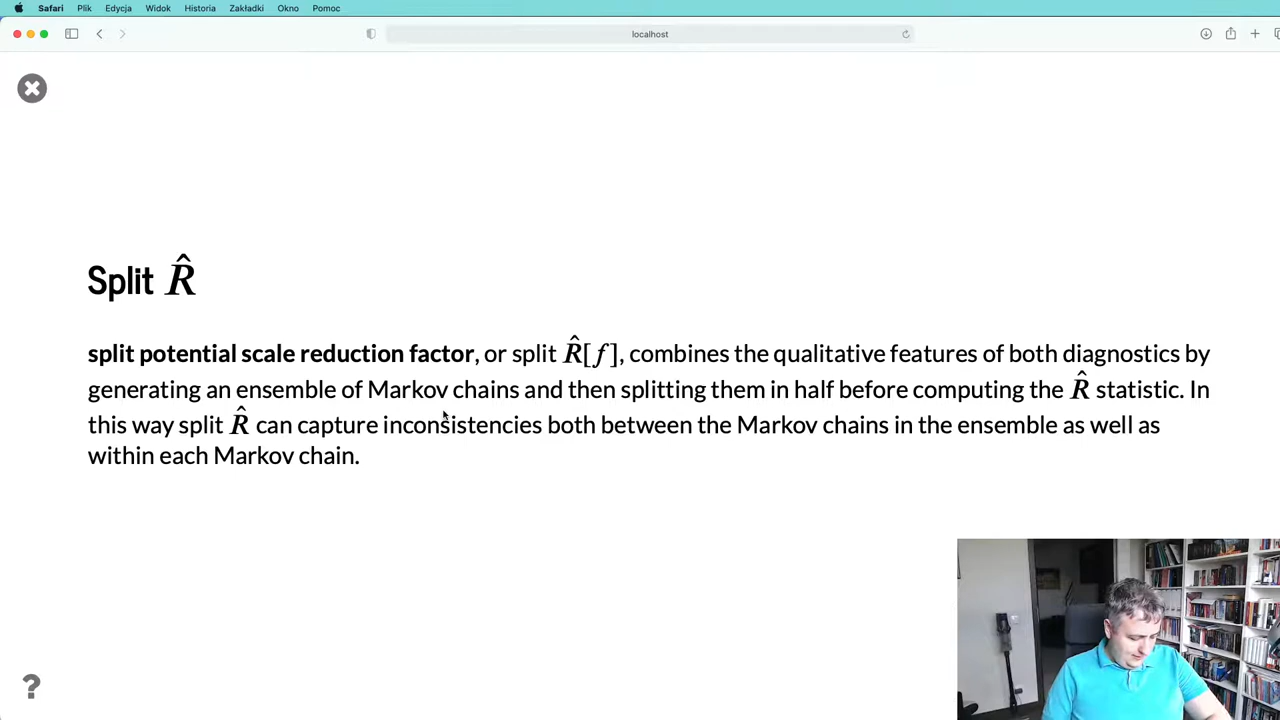 Safari Plik Edycja Widok Historia Zakładki Okno Pomoc
localhost
Split R̂
split potential scale reduction factor, or split R̂[f], combines the qualitative features of both diagnostics by
generating an ensemble of Markov chains and then splitting them in half before computing the R̂ statistic. In
this way split R̂ can capture inconsistencies both between the Markov chains in the ensemble as well as
within each Markov chain.
?